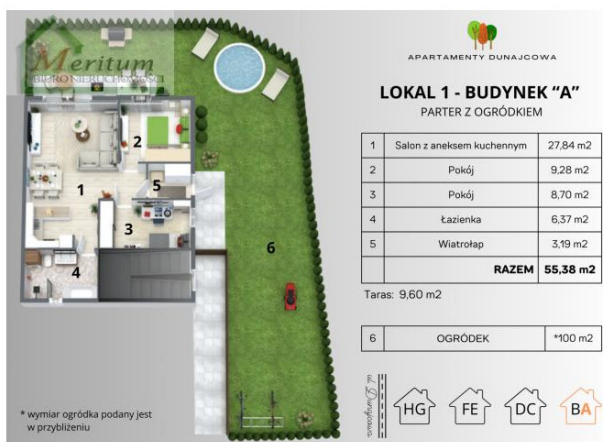 Meritum
BIURO NIERUCHOMOŚCI
APARTAMENTY DUNAJCOWA
LOKAL 1 - BUDYNEK “A”
PARTER Z OGRÓDKIEM
1 Salon z aneksem kuchennym 27,84 m2
2 Pokój 9,28 m2
3 Pokój 8,70 m2
4 Łazienka 6,37 m2
5 Wiatrołap 3,19 m2
RAZEM 55,38 m2
Taras: 9,60 m2
6 OGRÓDEK *100 m2
ul. Dunajcowa
HG FE DC BA
2
5
1
3
6
4
* wymiar ogródka podany jest
w przybliżeniu